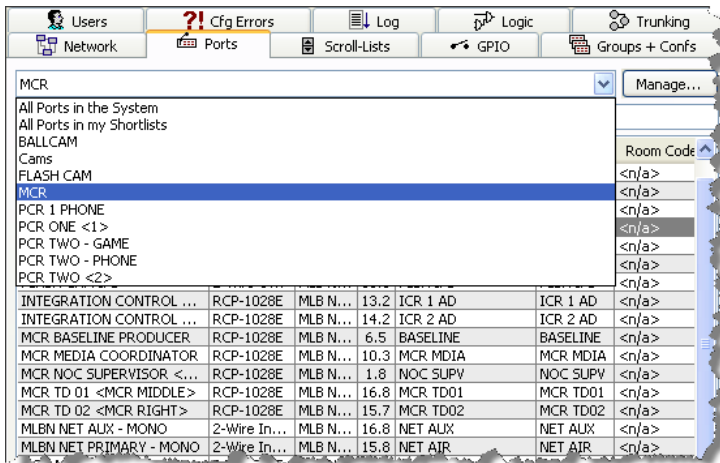 Users ?! Cfg Errors Log Logic Trunking
Network Ports Scroll-Lists GPIO Groups + Confs
MCR Manage...
All Ports in the System
All Ports in my Shortlists
BALLCAM
Cams Room Code
FLASH CAM <n/a>
MCR <n/a>
PCR 1 PHONE <n/a>
PCR ONE <1> <n/a>
PCR TWO - GAME <n/a>
PCR TWO - PHONE <n/a>
PCR TWO <2> <n/a>
INTEGRATION CONTROL ... RCP-1028E MLB N... 13.2 ICR 1 AD ICR 1 AD <n/a>
INTEGRATION CONTROL ... RCP-1028E MLB N... 14.2 ICR 2 AD ICR 2 AD <n/a>
MCR BASELINE PRODUCER RCP-1028E MLB N... 6.5 BASELINE BASELINE <n/a>
MCR MEDIA COORDINATOR RCP-1028E MLB N... 10.3 MCR MDIA MCR MDIA <n/a>
MCR NOC SUPERVISOR <... RCP-1028E MLB N... 1.8 NOC SUPV NOC SUPV <n/a>
MCR TD 01 <MCR MIDDLE> RCP-1028E MLB N... 16.8 MCR TD01 MCR TD01 <n/a>
MCR TD 02 <MCR RIGHT> RCP-1028E MLB N... 15.7 MCR TD02 MCR TD02 <n/a>
MLBN NET AUX - MONO 2-Wire In... MLB N... 16.8 NET AUX NET AUX <n/a>
MLBN NET PRIMARY - MONO 2-Wire In... MLB N... 15.8 NET AIR NET AIR <n/a>